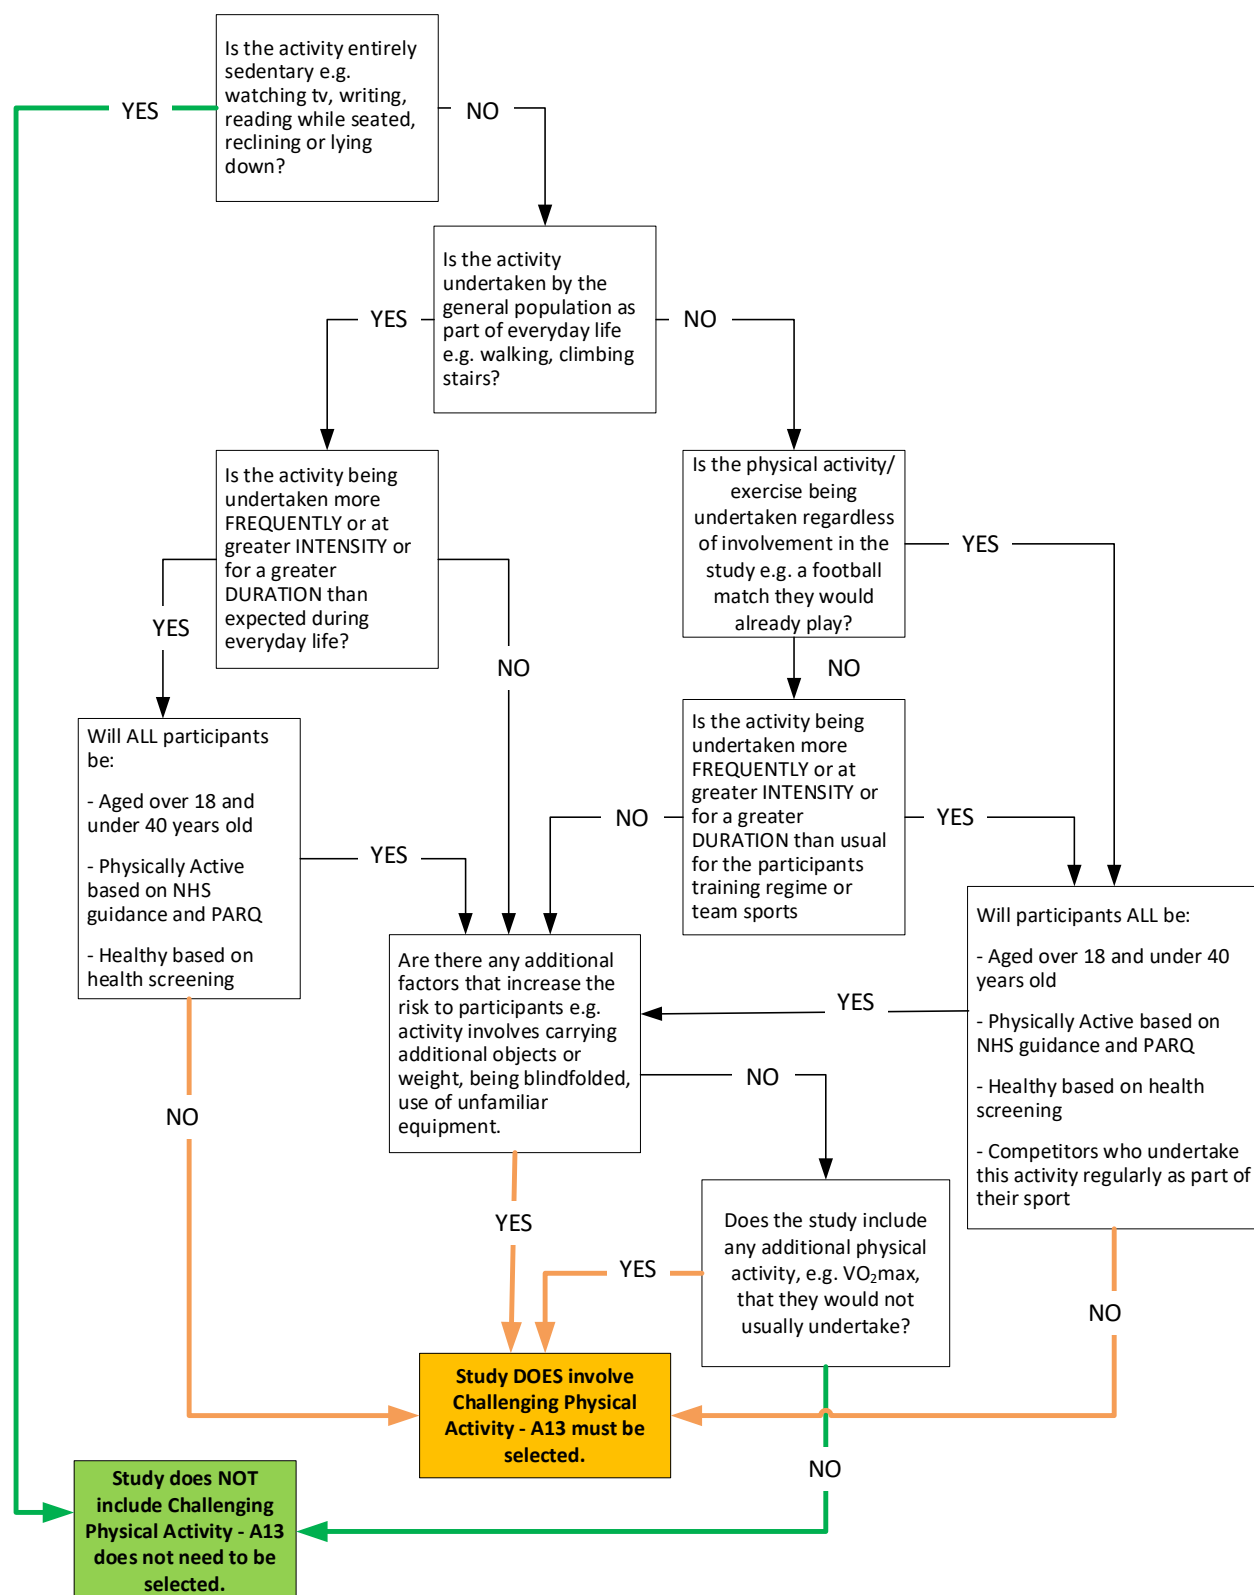 Is the activity entirely
sedentary e.g.
watching tv, writing,
reading while seated,
reclining or lying
down?
YES
NO
Is the activity
undertaken by the
general population as
part of everyday life
e.g. walking, climbing
stairs?
YES
NO
Is the activity being
undertaken more
FREQUENTLY or at
greater INTENSITY or
for a greater
DURATION than
expected during
everyday life?
YES
NO
Is the physical activity/
exercise being
undertaken regardless
of involvement in the
study e.g. a football
match they would
already play?
YES
NO
Will ALL participants
be:
- Aged over 18 and
under 40 years old
- Physically Active
based on NHS
guidance and PARQ
- Healthy based on
health screening
YES
NO
Is the activity being
undertaken more
FREQUENTLY or at
greater INTENSITY or
for a greater
DURATION than usual
for the participants
training regime or
team sports
NO
YES
Will participants ALL be:
- Aged over 18 and under 40
years old
- Physically Active based on
NHS guidance and PARQ
- Healthy based on health
screening
- Competitors who undertake
this activity regularly as part of
their sport
YES
NO
Are there any additional
factors that increase the
risk to participants e.g.
activity involves carrying
additional objects or
weight, being blindfolded,
use of unfamiliar
equipment.
YES
NO
Does the study include
any additional physical
activity, e.g. VO₂max,
that they would not
usually undertake?
YES
NO
Study DOES involve
Challenging Physical
Activity - A13 must be
selected.
Study does NOT
include Challenging
Physical Activity - A13
does not need to be
selected.